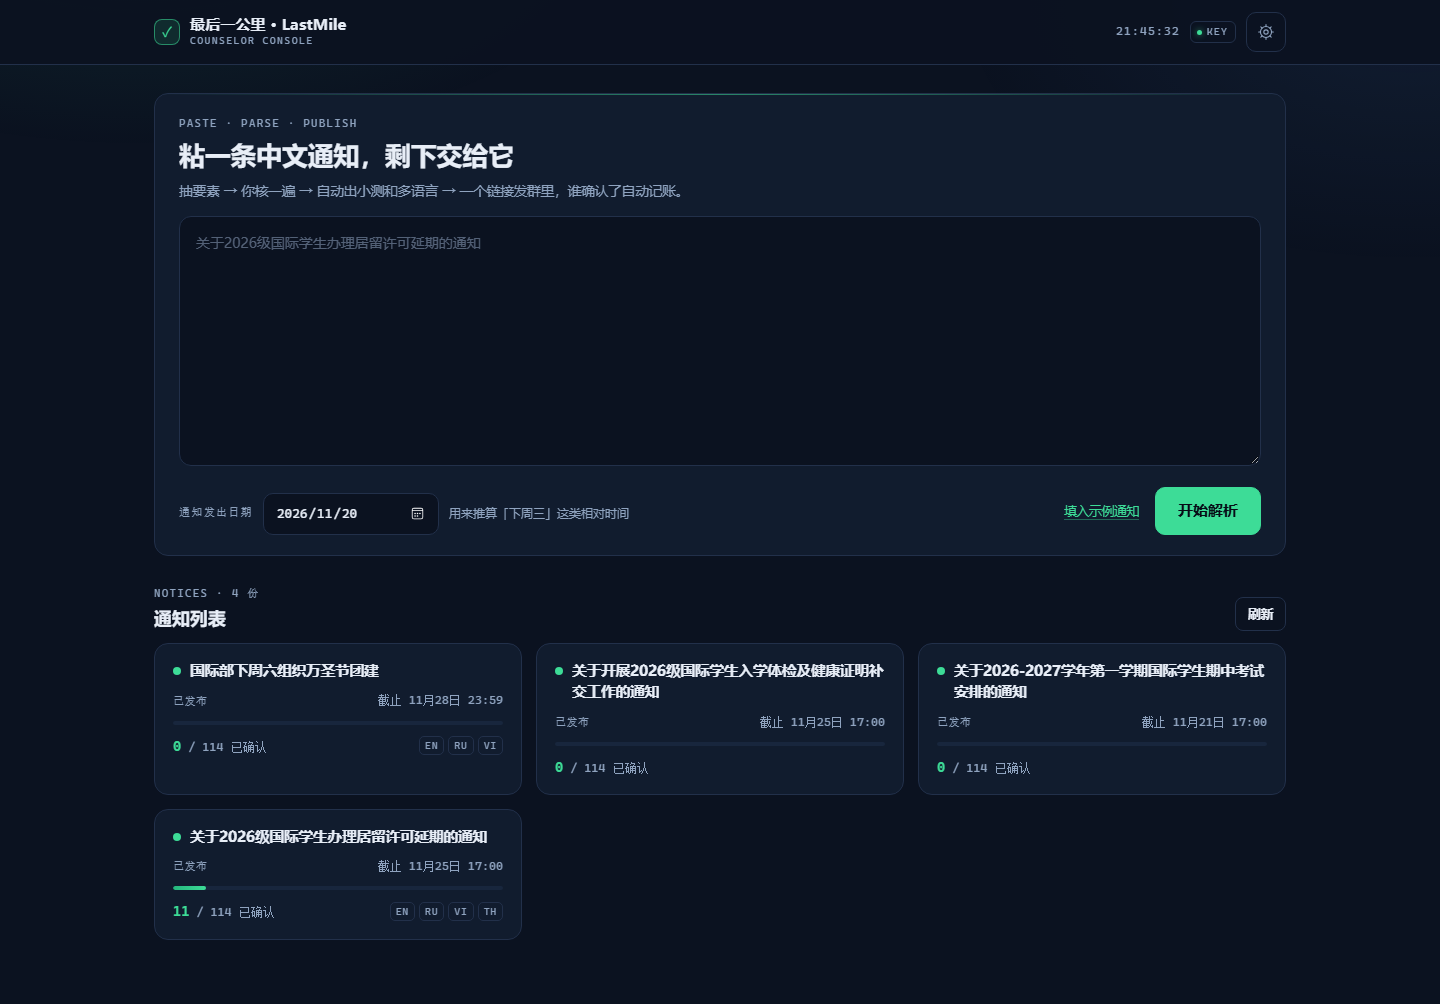 ✓ 最后一公里 • LastMile
COUNSELOR CONSOLE
21:45:32 KEY
PASTE · PARSE · PUBLISH
粘一条中文通知，剩下交给它
抽要素 → 你核一遍 → 自动出小测和多语言 → 一个链接发群里，谁确认了自动记账。
关于2026级国际学生办理居留许可延期的通知
通知发出日期 2026/11/20 用来推算「下周三」这类相对时间 填入示例通知 开始解析
NOTICES · 4 份
通知列表 刷新
国际部下周六组织万圣节团建
已发布 截止 11月28日 23:59
0 / 114 已确认 EN RU VI
关于开展2026级国际学生入学体检及健康证明补
交工作的通知
已发布 截止 11月25日 17:00
0 / 114 已确认
关于2026-2027学年第一学期国际学生期中考试
安排的通知
已发布 截止 11月21日 17:00
0 / 114 已确认
关于2026级国际学生办理居留许可延期的通知
已发布 截止 11月25日 17:00
11 / 114 已确认 EN RU VI TH